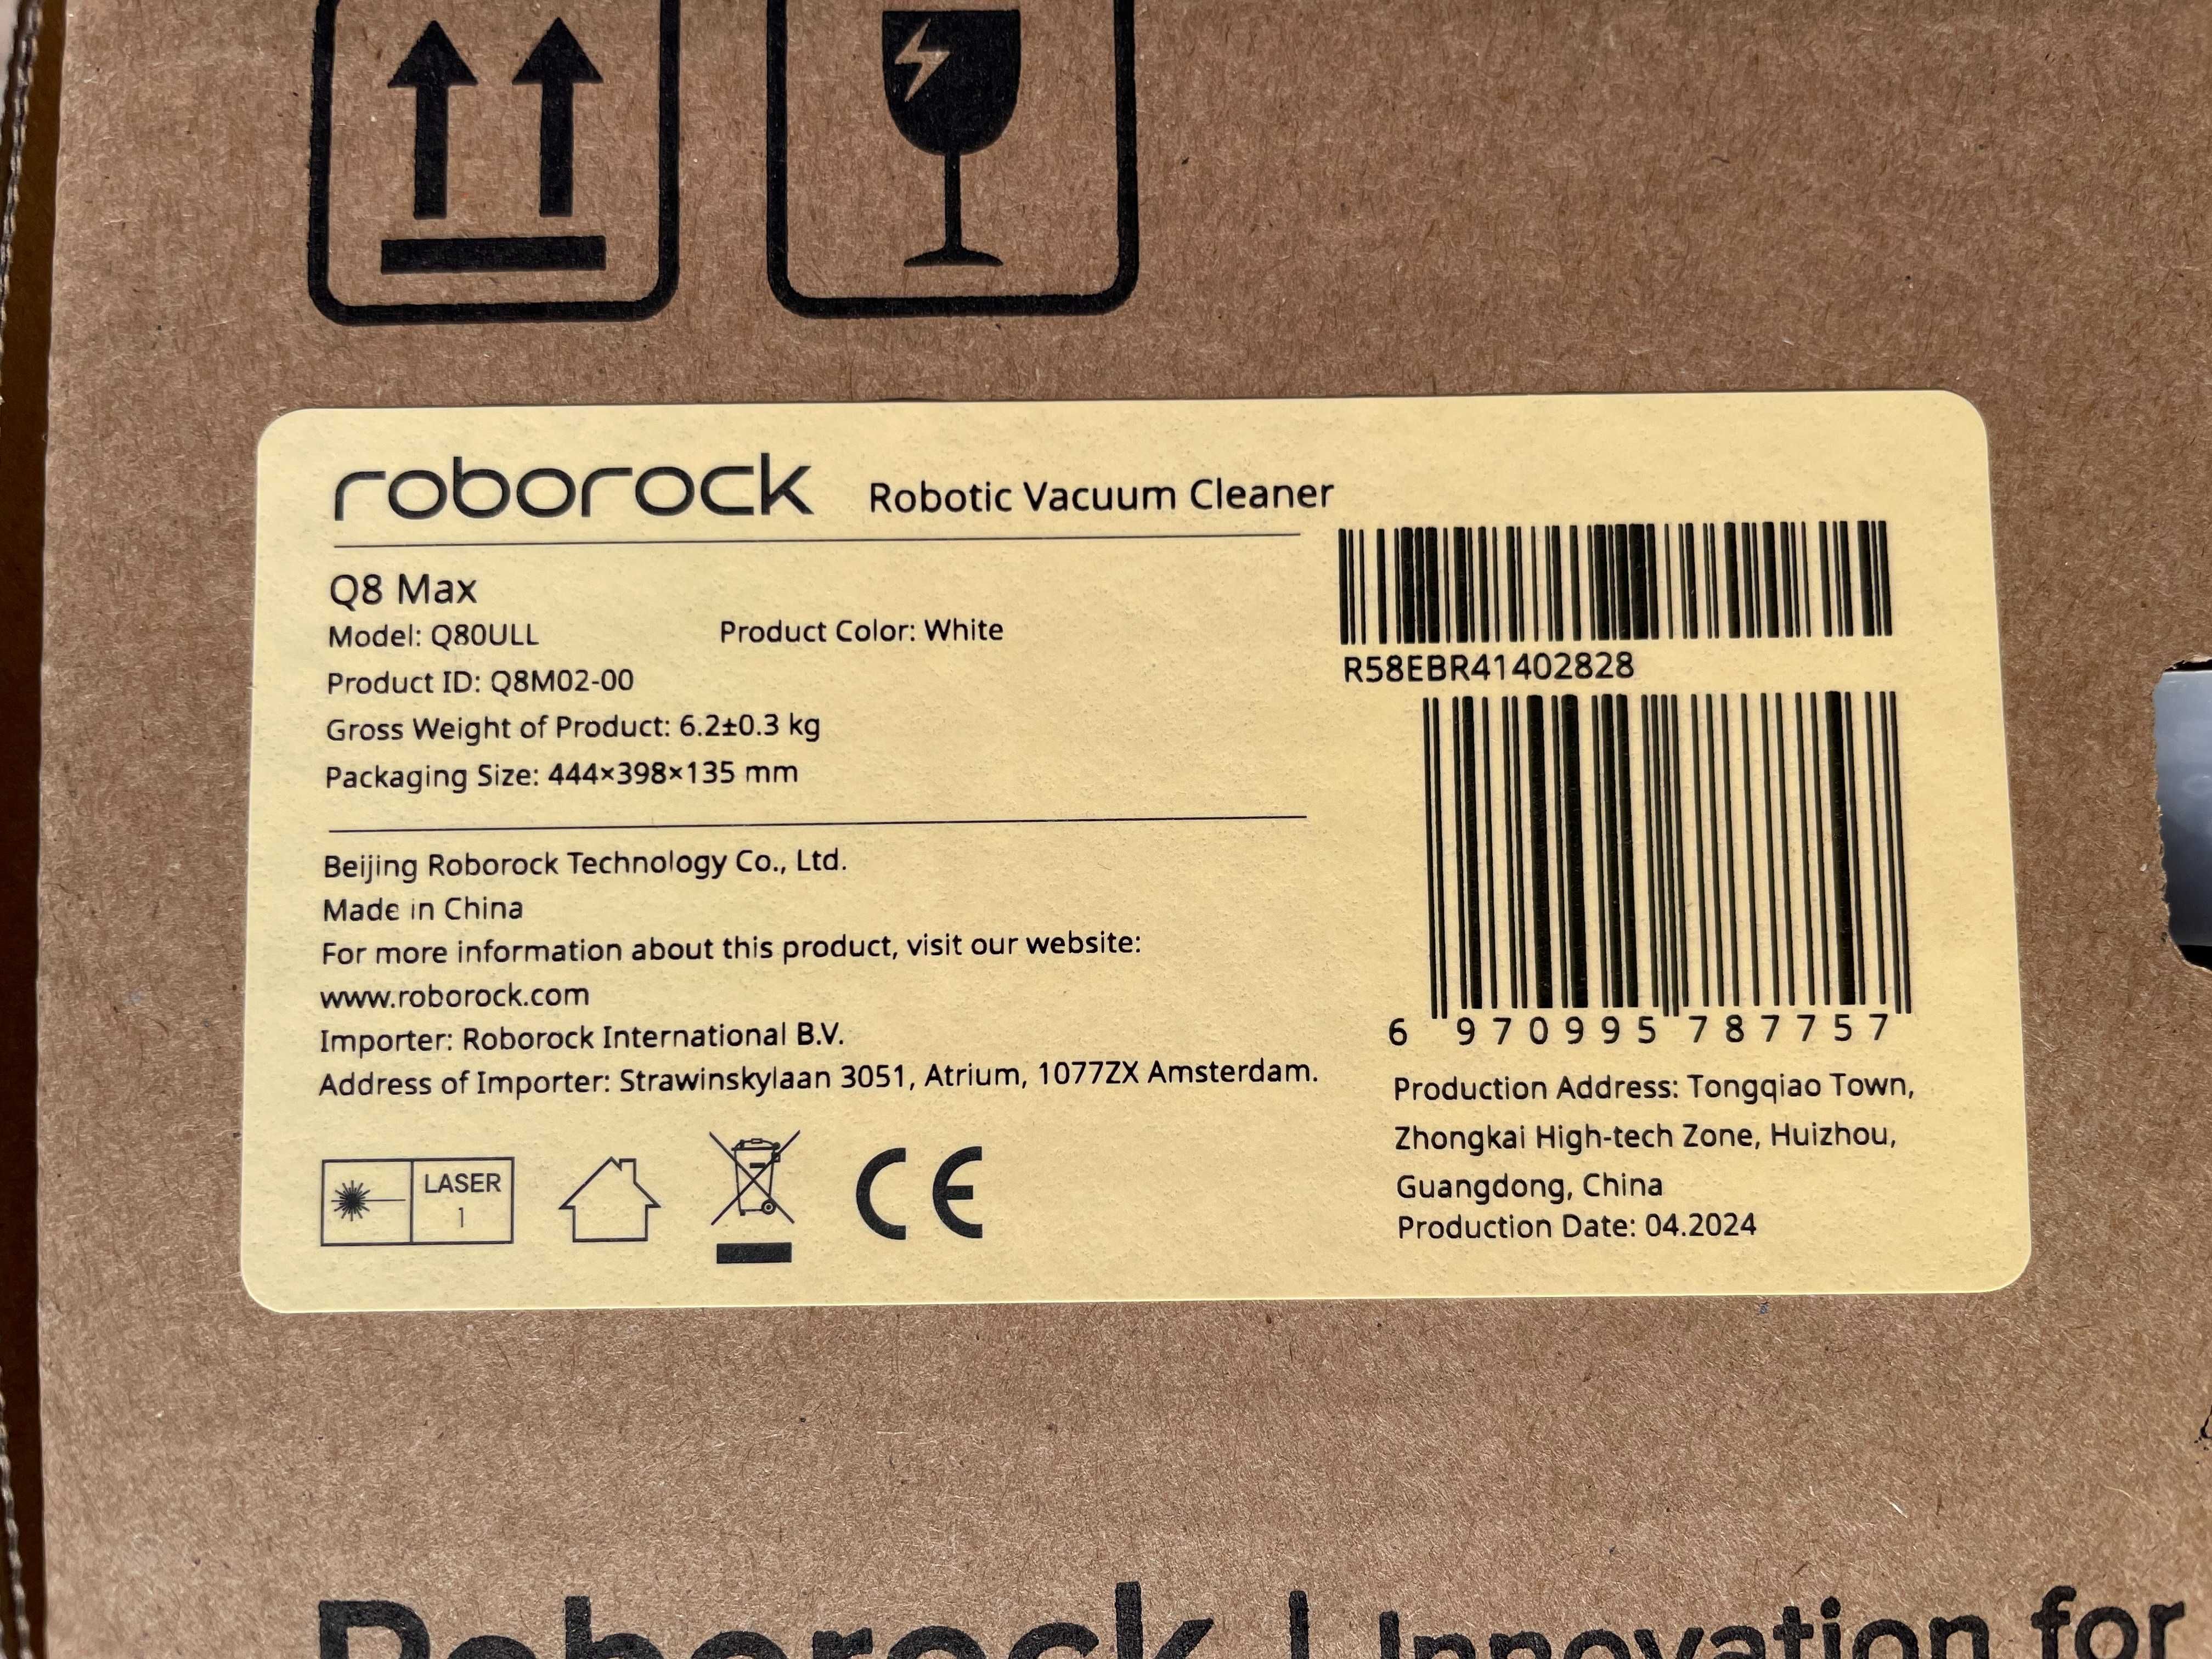 roborock Robotic Vacuum Cleaner
Q8 Max
Model: Q80ULL Product Color: White
Product ID: Q8M02-00
Gross Weight of Product: 6.2±0.3 kg
Packaging Size: 444×398×135 mm
R58EBR41402828
6 970995 787757
Beijing Roborock Technology Co., Ltd.
Made in China
For more information about this product, visit our website:
www.roborock.com
Importer: Roborock International B.V.
Address of Importer: Strawinskylaan 3051, Atrium, 1077ZX Amsterdam.
LASER
1
CE
Production Address: Tongqiao Town,
Zhongkai High-tech Zone, Huizhou,
Guangdong, China
Production Date: 04.2024
Roborock | Innovation for